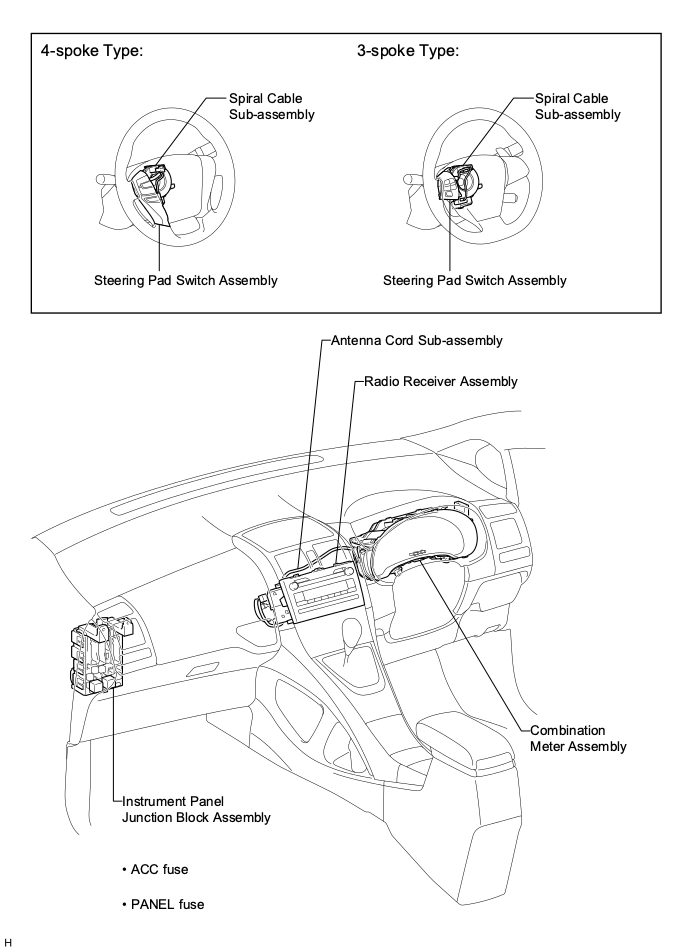 4-spoke Type:
3-spoke Type:
Spiral Cable
Sub-assembly
Spiral Cable
Sub-assembly
Steering Pad Switch Assembly
Steering Pad Switch Assembly
Antenna Cord Sub-assembly
Radio Receiver Assembly
Combination
Meter Assembly
Instrument Panel
Junction Block Assembly
• ACC fuse
• PANEL fuse
H